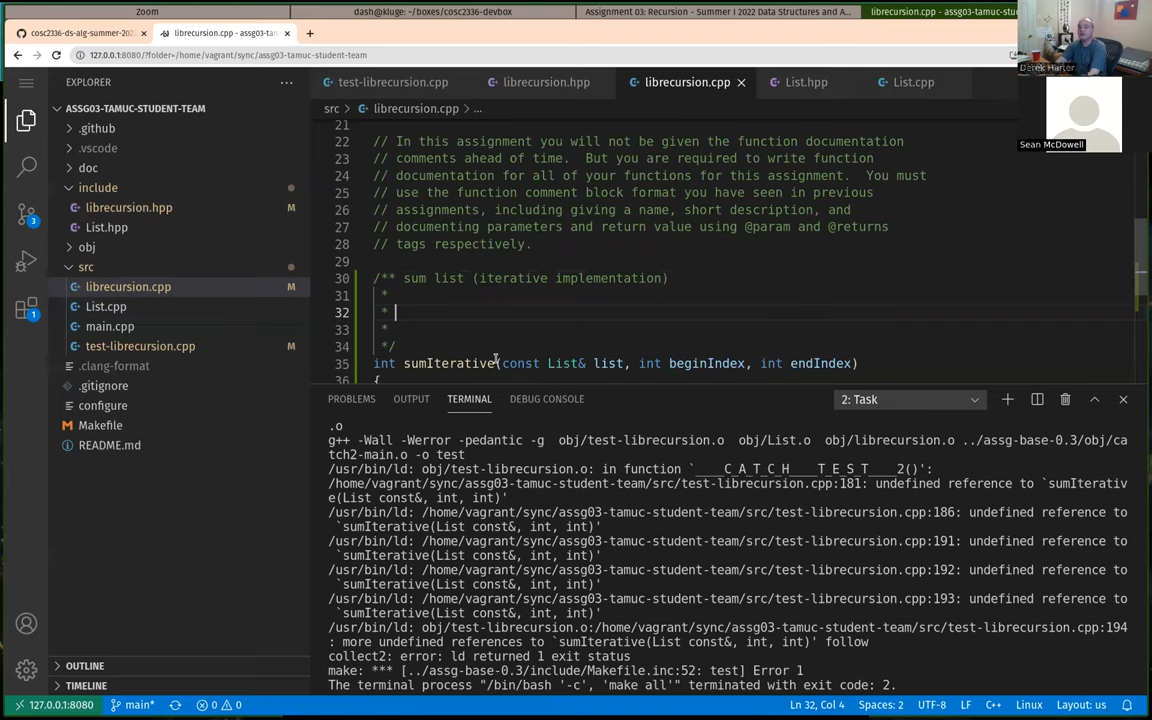 Zoom
dash@kluge: ~/boxes/cosc2336-devbox
Assignment 03: Recursion - Summer I 2022 Data Structures and A...
librecursion.cpp - assg03-tamuc-stu
cosc2336-ds-alg-summer-202
librecursion.cpp - assg03-tamuc
127.0.0.1:8080/?folder=/home/vagrant/sync/assg03-tamuc-student-team
Derek Harter
Sean McDowell
EXPLORER
ASSG03-TAMUC-STUDENT-TEAM
.github
.vscode
doc
include
librecursion.hpp M
List.hpp
obj
src
librecursion.cpp M
List.cpp
main.cpp
test-librecursion.cpp M
.clang-format
.gitignore
configure
Makefile
README.md
OUTLINE
TIMELINE
3
1
test-librecursion.cpp
librecursion.hpp
librecursion.cpp
List.hpp
List.cpp
src > librecursion.cpp > ...
21
22 // In this assignment you will not be given the function documentation
23 // comments ahead of time.  But you are required to write function
24 // documentation for all of your functions for this assignment.  You must
25 // use the function comment block format you have seen in previous
26 // assignments, including giving a name, short description, and
27 // documenting parameters and return value using @param and @returns
28 // tags respectively.
29
30 /** sum list (iterative implementation)
31 *
32 *
33 *
34 */
35 int sumIterative(const List& list, int beginIndex, int endIndex)
36 {
PROBLEMS OUTPUT TERMINAL DEBUG CONSOLE
2: Task
.o
g++ -Wall -Werror -pedantic -g  obj/test-librecursion.o  obj/List.o  obj/librecursion.o ../assg-base-0.3/obj/ca
tch2-main.o -o test
/usr/bin/ld: obj/test-librecursion.o: in function `____C_A_T_C_H____T_E_S_T____2()':
/home/vagrant/sync/assg03-tamuc-student-team/src/test-librecursion.cpp:181: undefined reference to `sumIterativ
e(List const&, int, int)'
/usr/bin/ld: /home/vagrant/sync/assg03-tamuc-student-team/src/test-librecursion.cpp:186: undefined reference to
`sumIterative(List const&, int, int)'
/usr/bin/ld: /home/vagrant/sync/assg03-tamuc-student-team/src/test-librecursion.cpp:191: undefined reference to
`sumIterative(List const&, int, int)'
/usr/bin/ld: /home/vagrant/sync/assg03-tamuc-student-team/src/test-librecursion.cpp:192: undefined reference to
`sumIterative(List const&, int, int)'
/usr/bin/ld: /home/vagrant/sync/assg03-tamuc-student-team/src/test-librecursion.cpp:193: undefined reference to
`sumIterative(List const&, int, int)'
/usr/bin/ld: obj/test-librecursion.o:/home/vagrant/sync/assg03-tamuc-student-team/src/test-librecursion.cpp:194
: more undefined references to `sumIterative(List const&, int, int)' follow
collect2: error: ld returned 1 exit status
make: *** [../assg-base-0.3/include/Makefile.inc:52: test] Error 1
The terminal process "/bin/bash '-c', 'make all'" terminated with exit code: 2.
127.0.0.1:8080 main* 0 0 Ln 32, Col 4 Spaces: 2 UTF-8 LF C++ Linux Layout: us